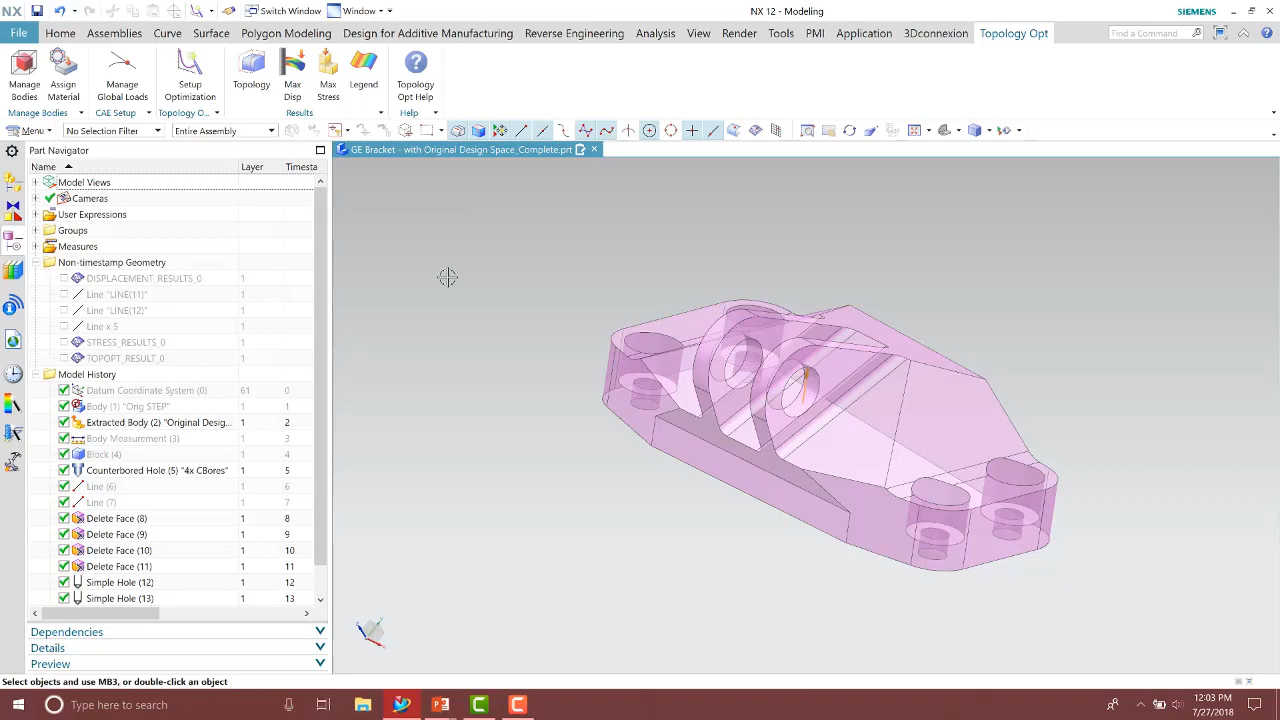 NX
Switch Window
Window
NX 12 - Modeling
SIEMENS
File
Home
Assemblies
Curve
Surface
Polygon Modeling
Design for Additive Manufacturing
Reverse Engineering
Analysis
View
Render
Tools
PMI
Application
3Dconnexion
Topology Opt
Find a Command
Manage Bodies
Assign Material
Manage Global Loads
Setup Optimization
Topology
Max Disp
Max Stress
Legend
Topology Opt Help
Manage Bodies
CAE Setup
Topology O...
Results
Help
Menu
No Selection Filter
Entire Assembly
Part Navigator
GE Bracket - with Original Design Space_Complete.prt
Name
Layer
Timesta
Model Views
Cameras
User Expressions
Groups
Measures
Non-timestamp Geometry
DISPLACEMENT_RESULTS_0 1
Line "LINE(11)" 1
Line "LINE(12)" 1
Line x 5 1
STRESS_RESULTS_0 1
TOPOPT_RESULT_0 1
Model History
Datum Coordinate System (0) 61 0
Body (1) "Orig STEP" 1 1
Extracted Body (2) "Original Desig... 1 2
Body Measurement (3) 1 3
Block (4) 1 4
Counterbored Hole (5) "4x CBores" 1 5
Line (6) 1 6
Line (7) 1 7
Delete Face (8) 1 8
Delete Face (9) 1 9
Delete Face (10) 1 10
Delete Face (11) 1 11
Simple Hole (12) 1 12
Simple Hole (13) 1 13
Dependencies
Details
Preview
Select objects and use MB3, or double-click an object
Type here to search
12:03 PM
7/27/2018